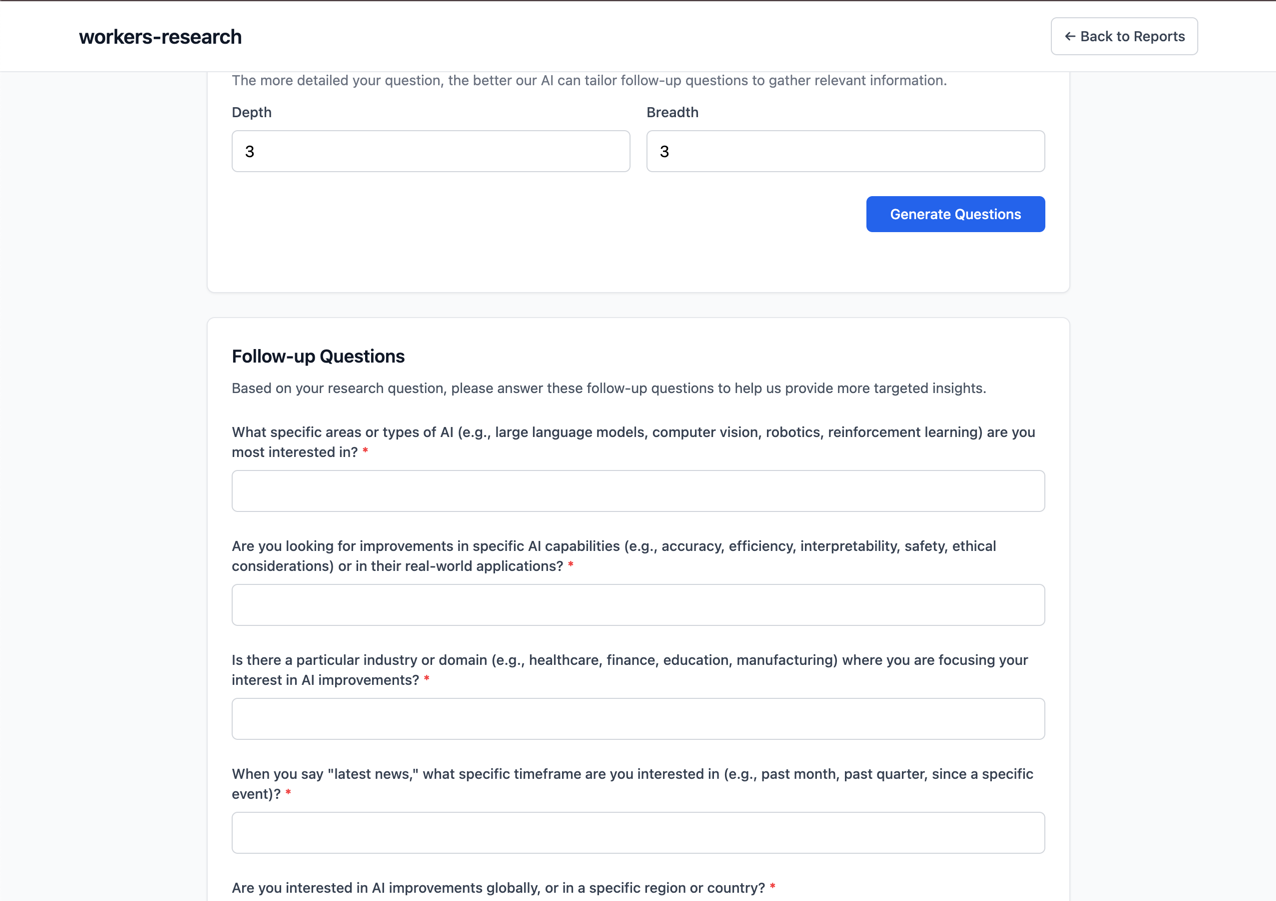 workers-research
← Back to Reports
The more detailed your question, the better our AI can tailor follow-up questions to gather relevant information.
Depth
Breadth
3
3
Generate Questions
Follow-up Questions
Based on your research question, please answer these follow-up questions to help us provide more targeted insights.
What specific areas or types of AI (e.g., large language models, computer vision, robotics, reinforcement learning) are you
most interested in? *
Are you looking for improvements in specific AI capabilities (e.g., accuracy, efficiency, interpretability, safety, ethical
considerations) or in their real-world applications? *
Is there a particular industry or domain (e.g., healthcare, finance, education, manufacturing) where you are focusing your
interest in AI improvements? *
When you say "latest news," what specific timeframe are you interested in (e.g., past month, past quarter, since a specific
event)? *
Are you interested in AI improvements globally, or in a specific region or country? *